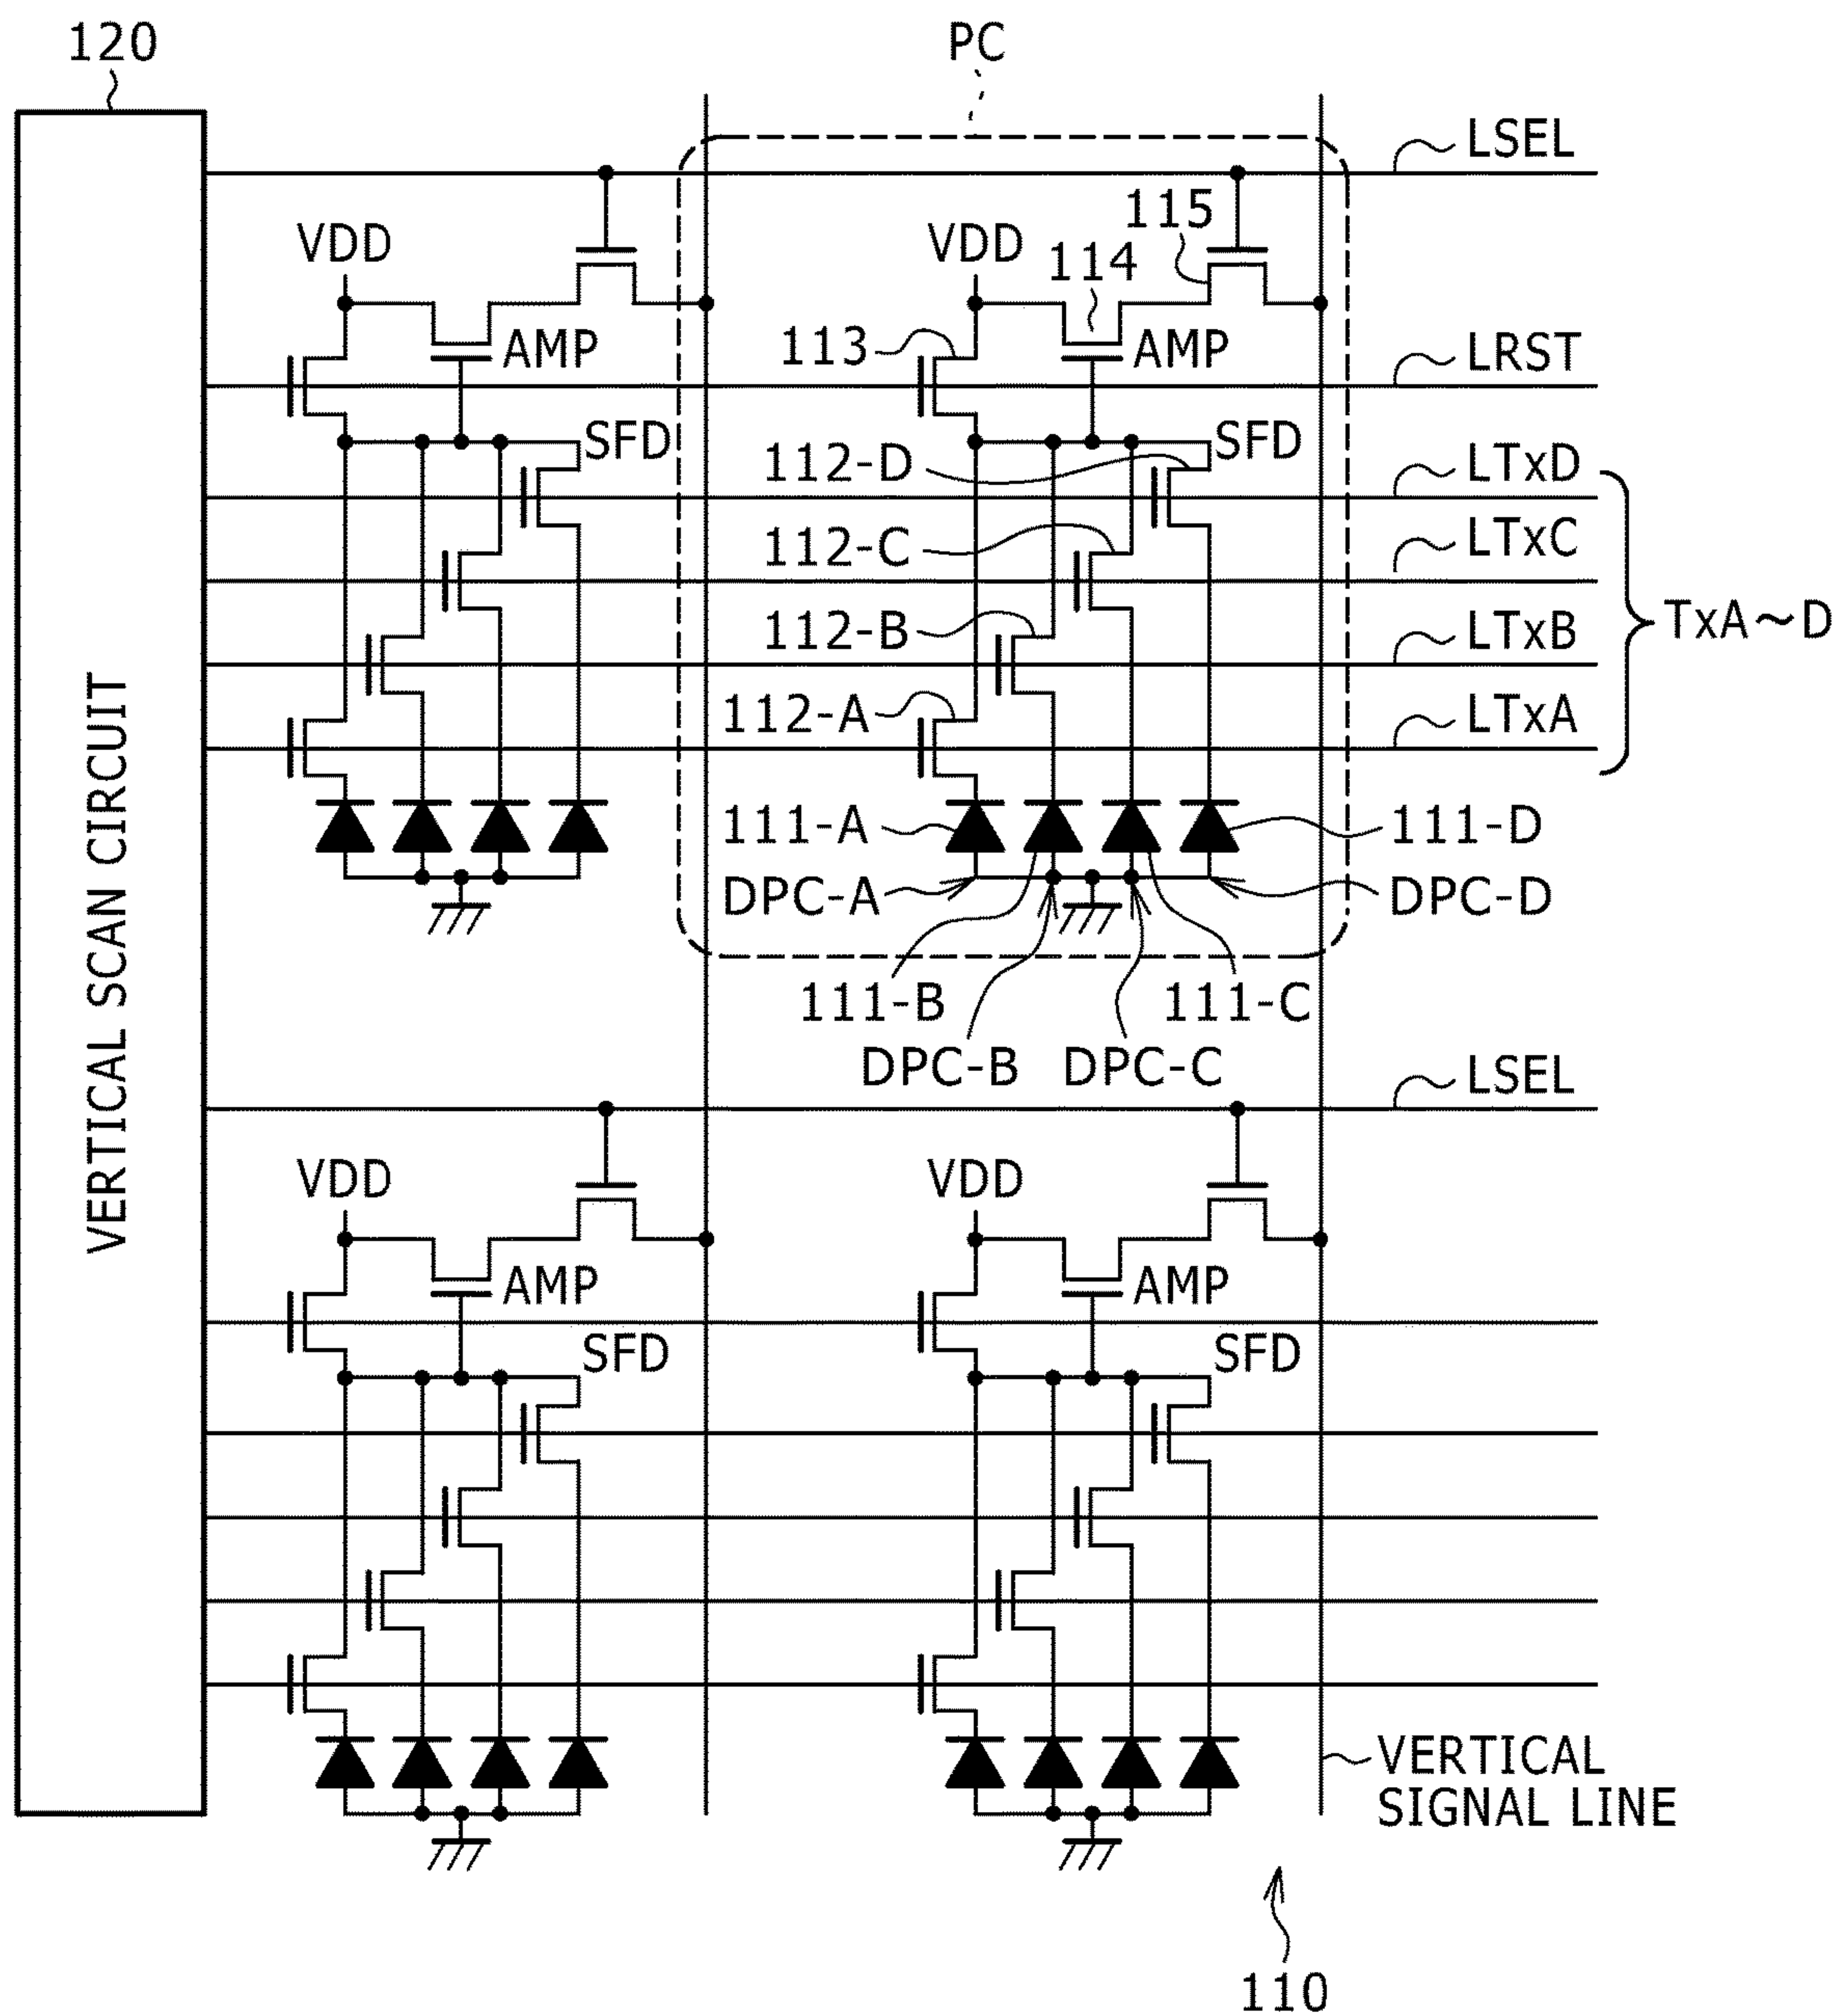 120
PC
LSEL
115
VDD
VDD
114
113
AMP
AMP
LRST
SFD
SFD
112-D
LTxD
112-C
LTxC
TxA~D
112-B
LTxB
112-A
LTxA
VERTICAL SCAN CIRCUIT
111-A
111-D
DPC-A
DPC-D
111-B
111-C
DPC-B
DPC-C
LSEL
VDD
VDD
AMP
AMP
SFD
SFD
VERTICAL
SIGNAL LINE
110